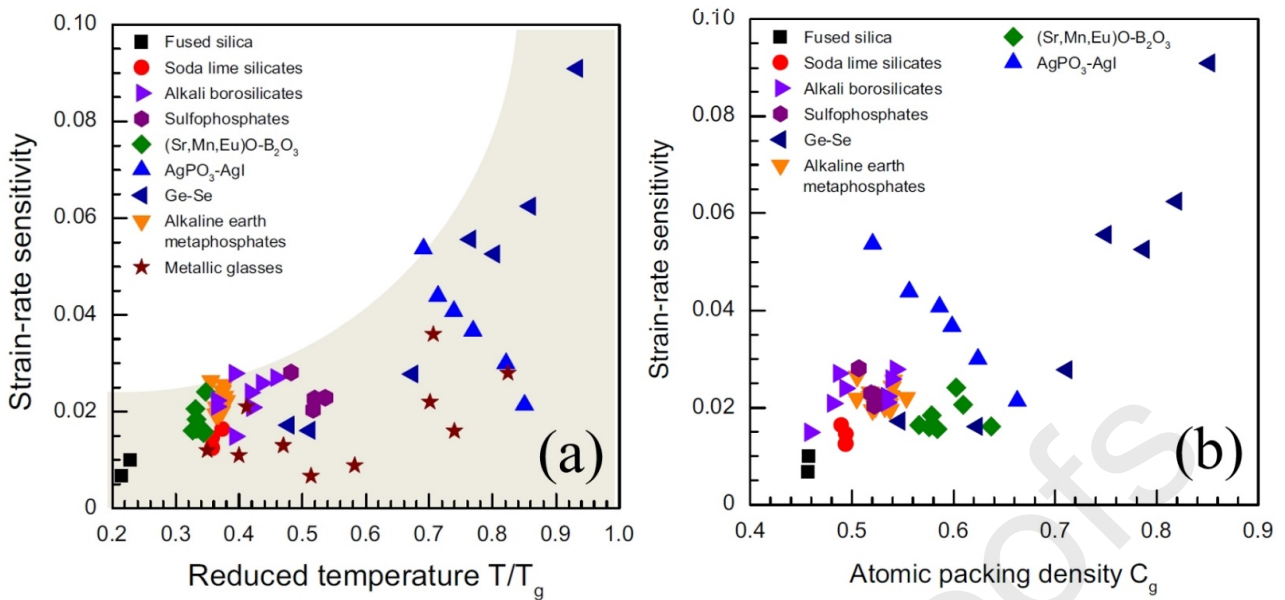 0.10
0.08
0.06
0.04
0.02
0
Strain-rate sensitivity
Fused silica
Soda lime silicates
Alkali borosilicates
Sulfophosphates
(Sr,Mn,Eu)O-B₂O₃
AgPO₃-AgI
Ge-Se
Alkaline earth
metaphosphates
Metallic glasses
(a)
0.2 0.3 0.4 0.5 0.6 0.7 0.8 0.9 1.0
Reduced temperature T/Tg
0.10
0.08
0.06
0.04
0.02
0
Strain-rate sensitivity
Fused silica
Soda lime silicates
Alkali borosilicates
Sulfophosphates
Ge-Se
Alkaline earth
metaphosphates
(Sr,Mn,Eu)O-B₂O₃
AgPO₃-AgI
(b)
0.4 0.5 0.6 0.7 0.8 0.9
Atomic packing density Cg